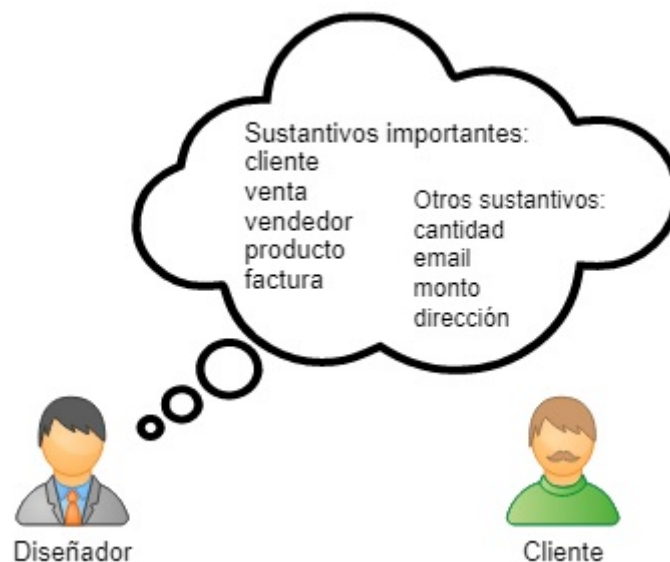 Sustantivos importantes:
cliente
venta
vendedor
producto
factura
Otros sustantivos:
cantidad
email
monto
dirección
Diseñador
Cliente